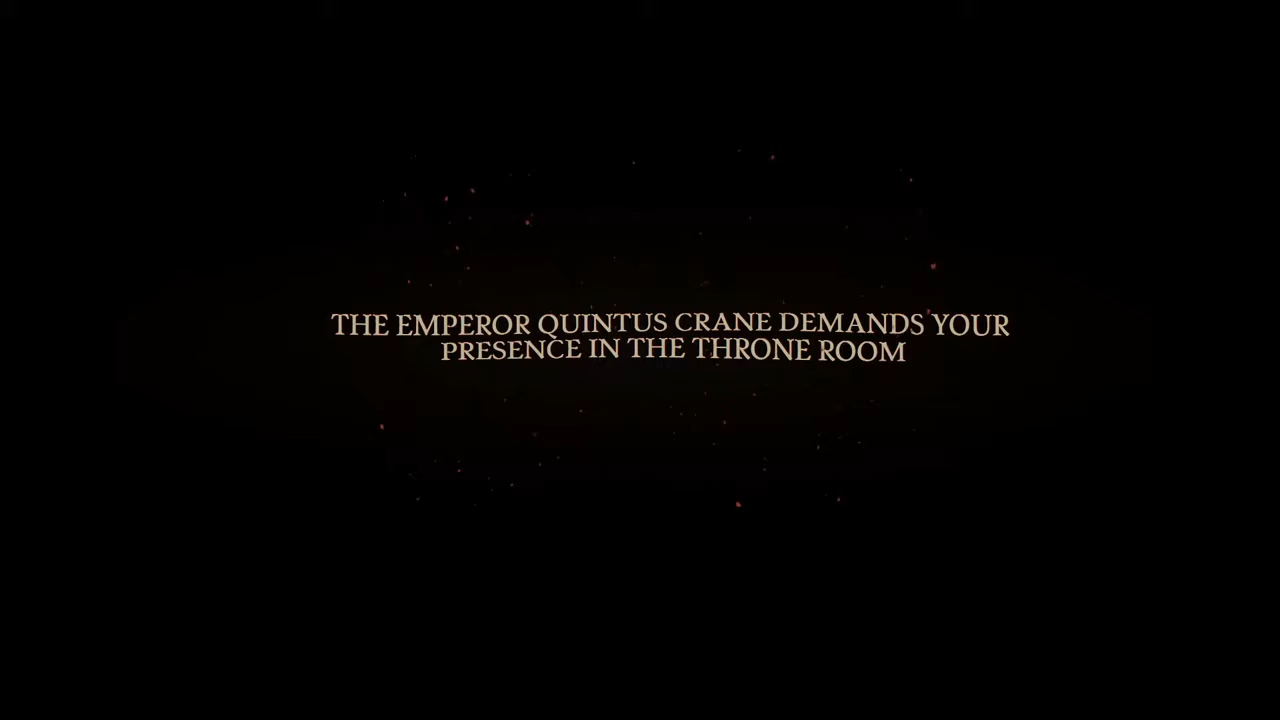 THE EMPEROR QUINTUS CRANE DEMANDS YOUR
PRESENCE IN THE THRONE ROOM